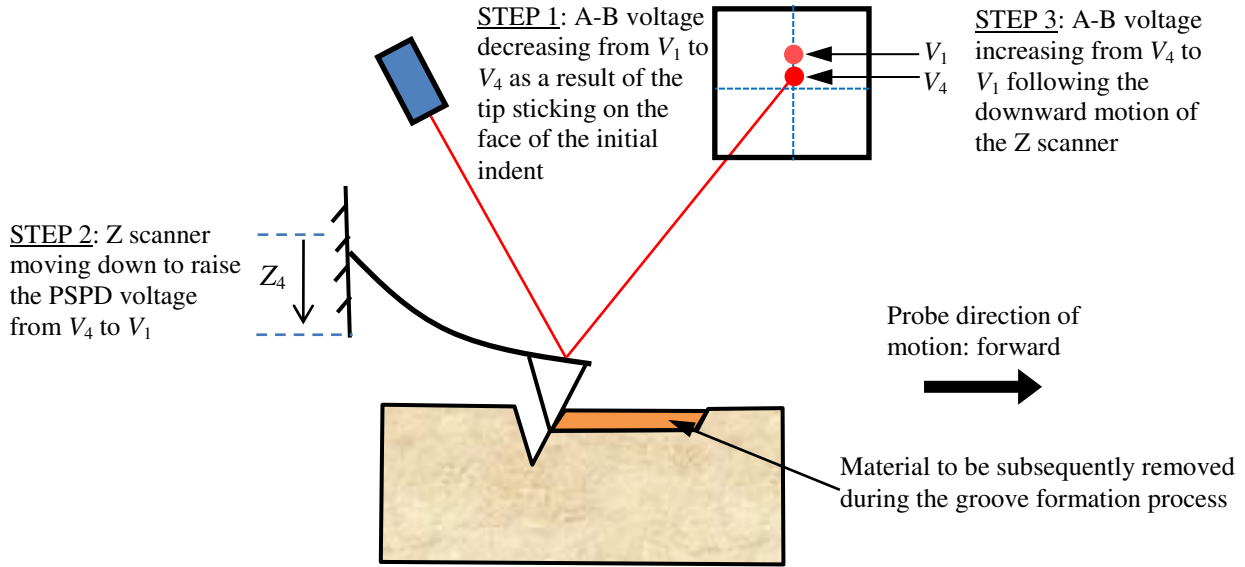 STEP 1: A-B voltage
decreasing from V1 to
V4 as a result of the
tip sticking on the
face of the initial
indent
V1
V4
STEP 3: A-B voltage
increasing from V4 to
V1 following the
downward motion of
the Z scanner
STEP 2: Z scanner
moving down to raise
the PSPD voltage
from V4 to V1
Z4
Probe direction of
motion: forward
Material to be subsequently removed
during the groove formation process